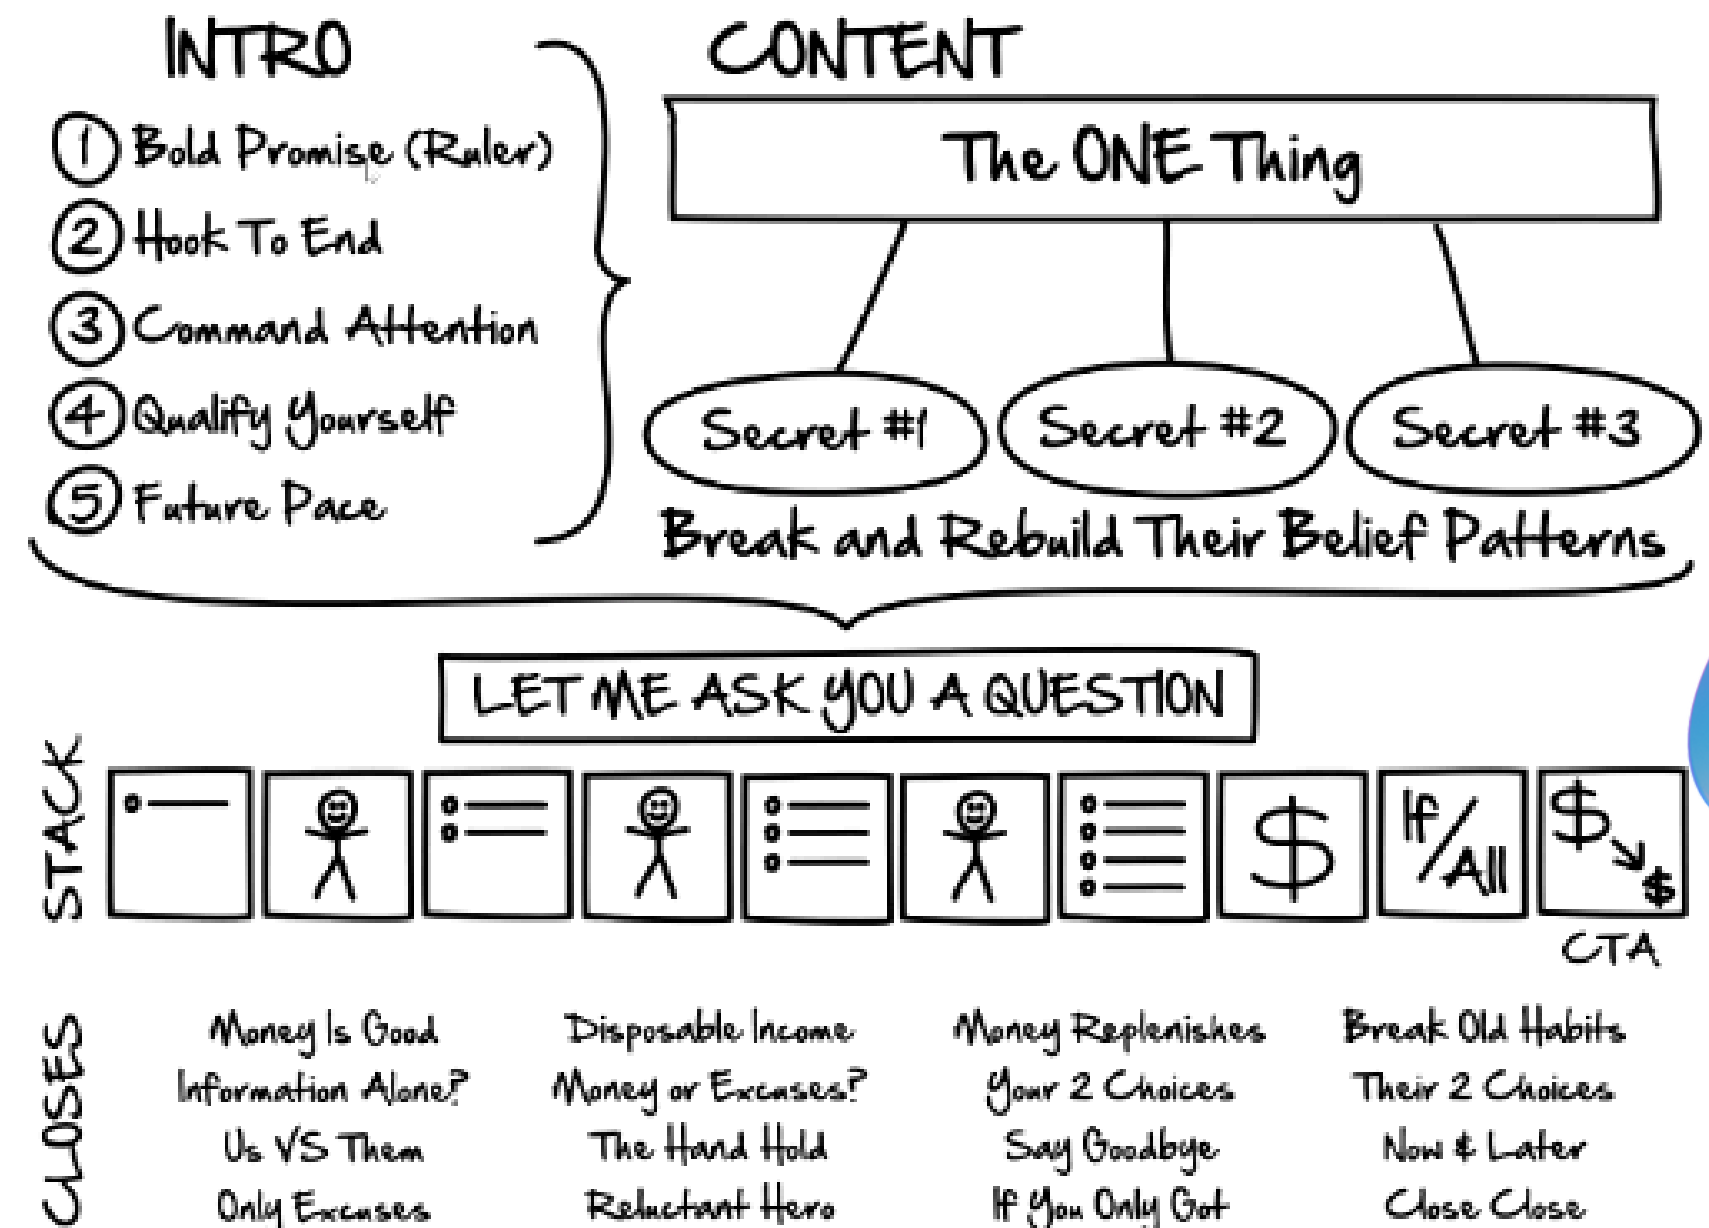 INTRO
1 Bold Promise (Ruler)
2 Hook To End
3 Command Attention
4 Qualify Yourself
5 Future Pace
CONTENT
The ONE Thing
Secret #1
Secret #2
Secret #3
Break and Rebuild Their Belief Patterns
LET ME ASK YOU A QUESTION
STACK
$
If/All
$ $
CTA
CLOSES
Money Is Good
Information Alone?
Us VS Them
Only Excuses
Disposable Income
Money or Excuses?
The Hand Hold
Reluctant Hero
Money Replenishes
Your 2 Choices
Say Goodbye
If You Only Got
Break Old Habits
Their 2 Choices
Now & Later
Close Close